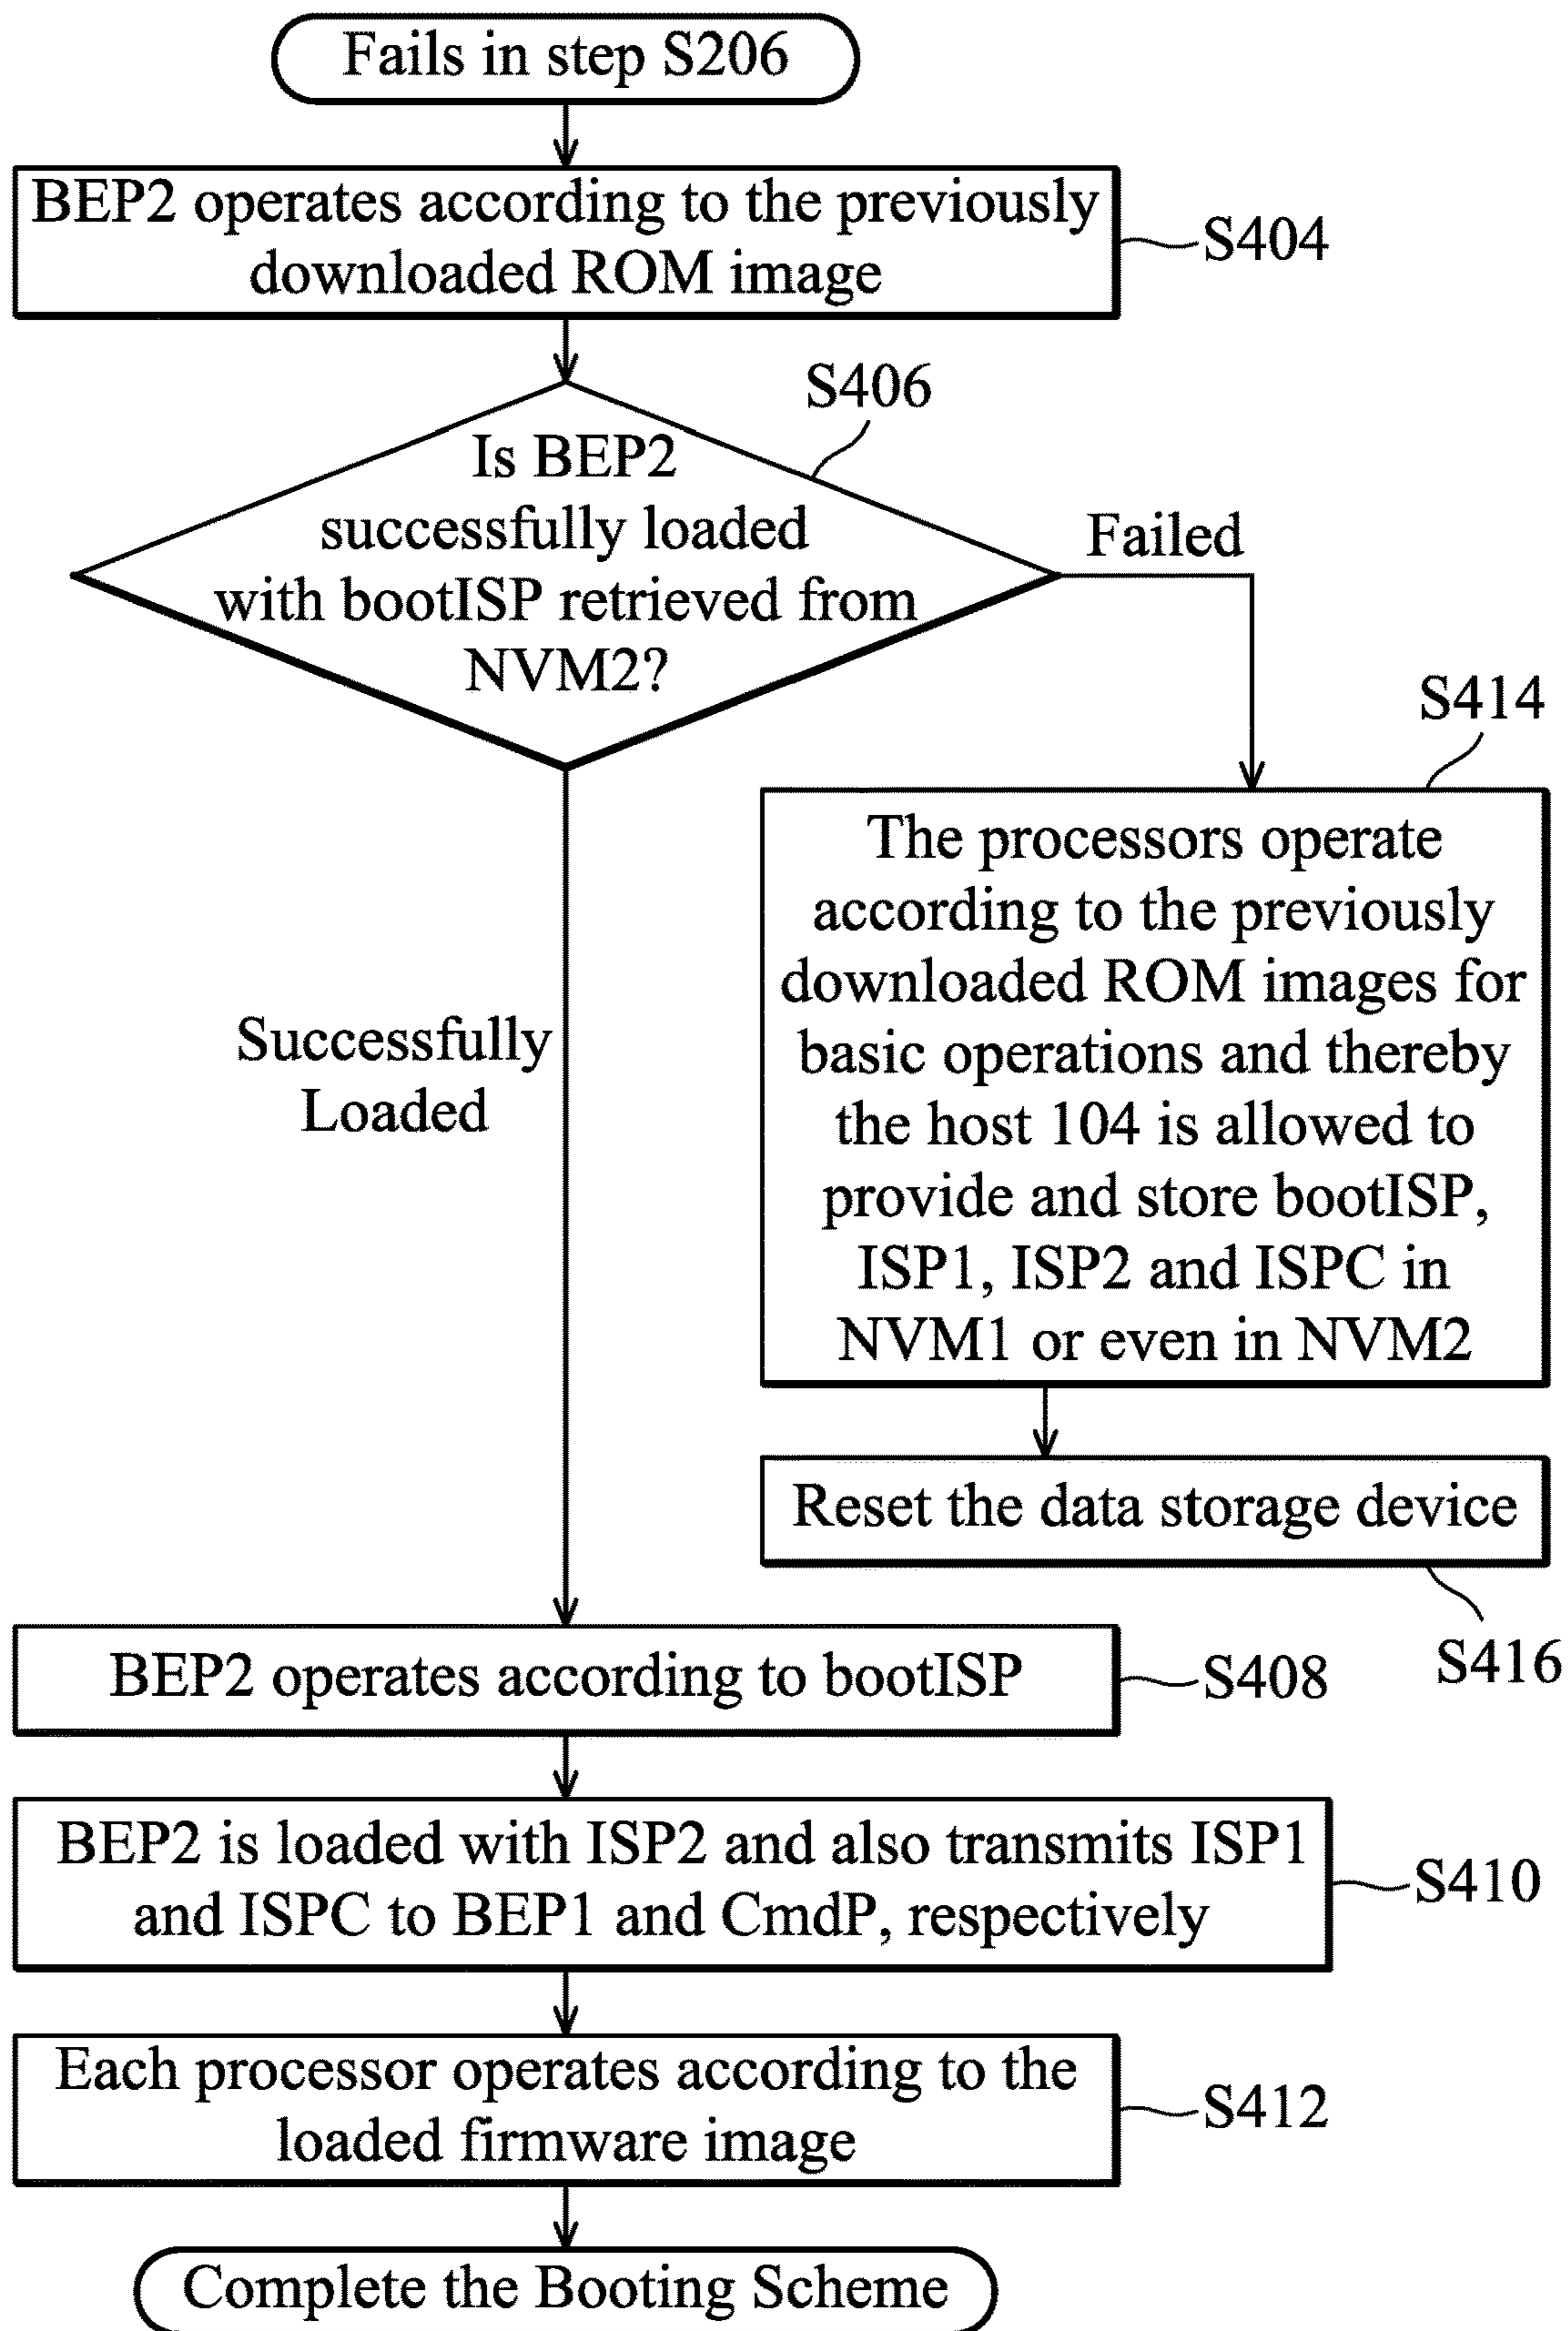 Fails in step S206
BEP2 operates according to the previously
downloaded ROM image
S404
S406
Is BEP2
successfully loaded
with bootISP retrieved from
NVM2?
Failed
S414
The processors operate
according to the previously
downloaded ROM images for
basic operations and thereby
the host 104 is allowed to
provide and store bootISP,
ISP1, ISP2 and ISPC in
NVM1 or even in NVM2
Successfully
Loaded
Reset the data storage device
S416
BEP2 operates according to bootISP
S408
BEP2 is loaded with ISP2 and also transmits ISP1
and ISPC to BEP1 and CmdP, respectively
S410
Each processor operates according to the
loaded firmware image
S412
Complete the Booting Scheme